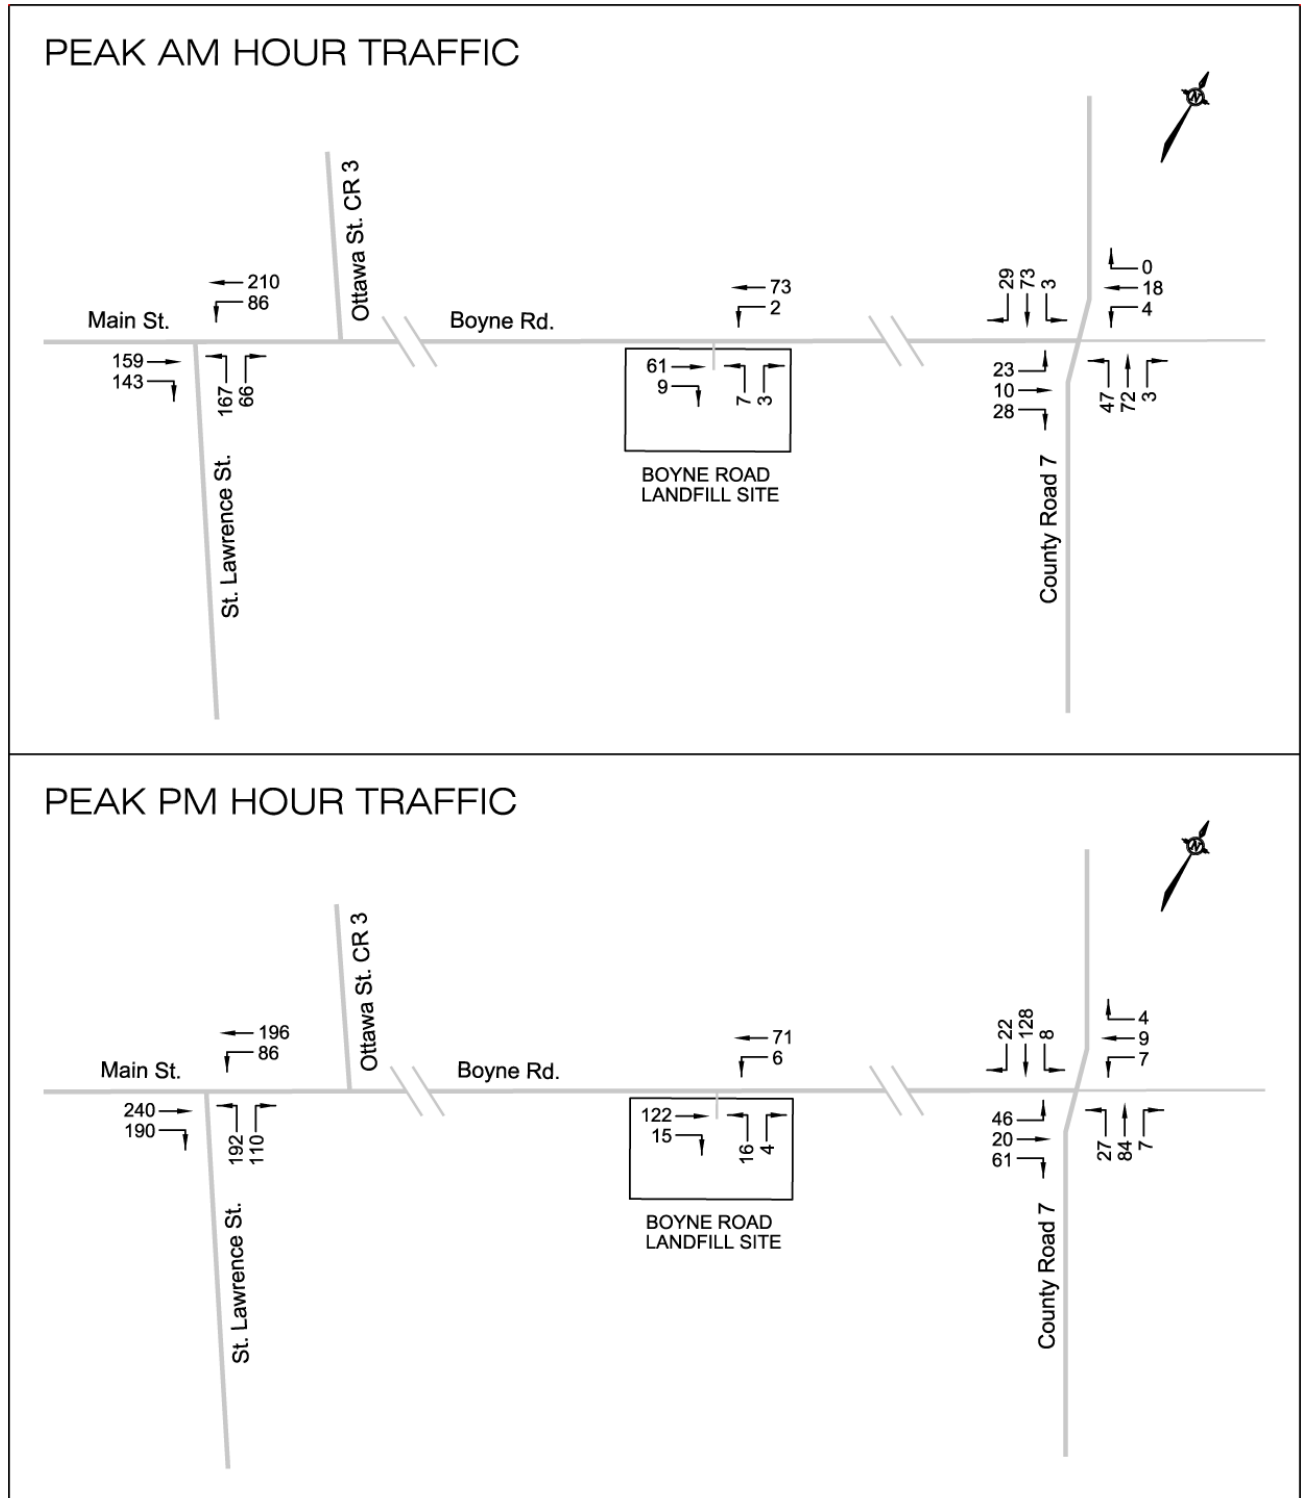 PEAK AM HOUR TRAFFIC
N
Ottawa St. CR 3
210
86
Main St.
159
143
167
66
St. Lawrence St.
Boyne Rd.
73
2
61
9
7
3
BOYNE ROAD
LANDFILL SITE
29
73
3
0
18
4
23
10
28
47
72
3
County Road 7
PEAK PM HOUR TRAFFIC
N
Ottawa St. CR 3
196
86
Main St.
240
190
192
110
St. Lawrence St.
Boyne Rd.
71
6
122
15
16
4
BOYNE ROAD
LANDFILL SITE
22
128
8
4
9
7
46
20
61
27
84
7
County Road 7